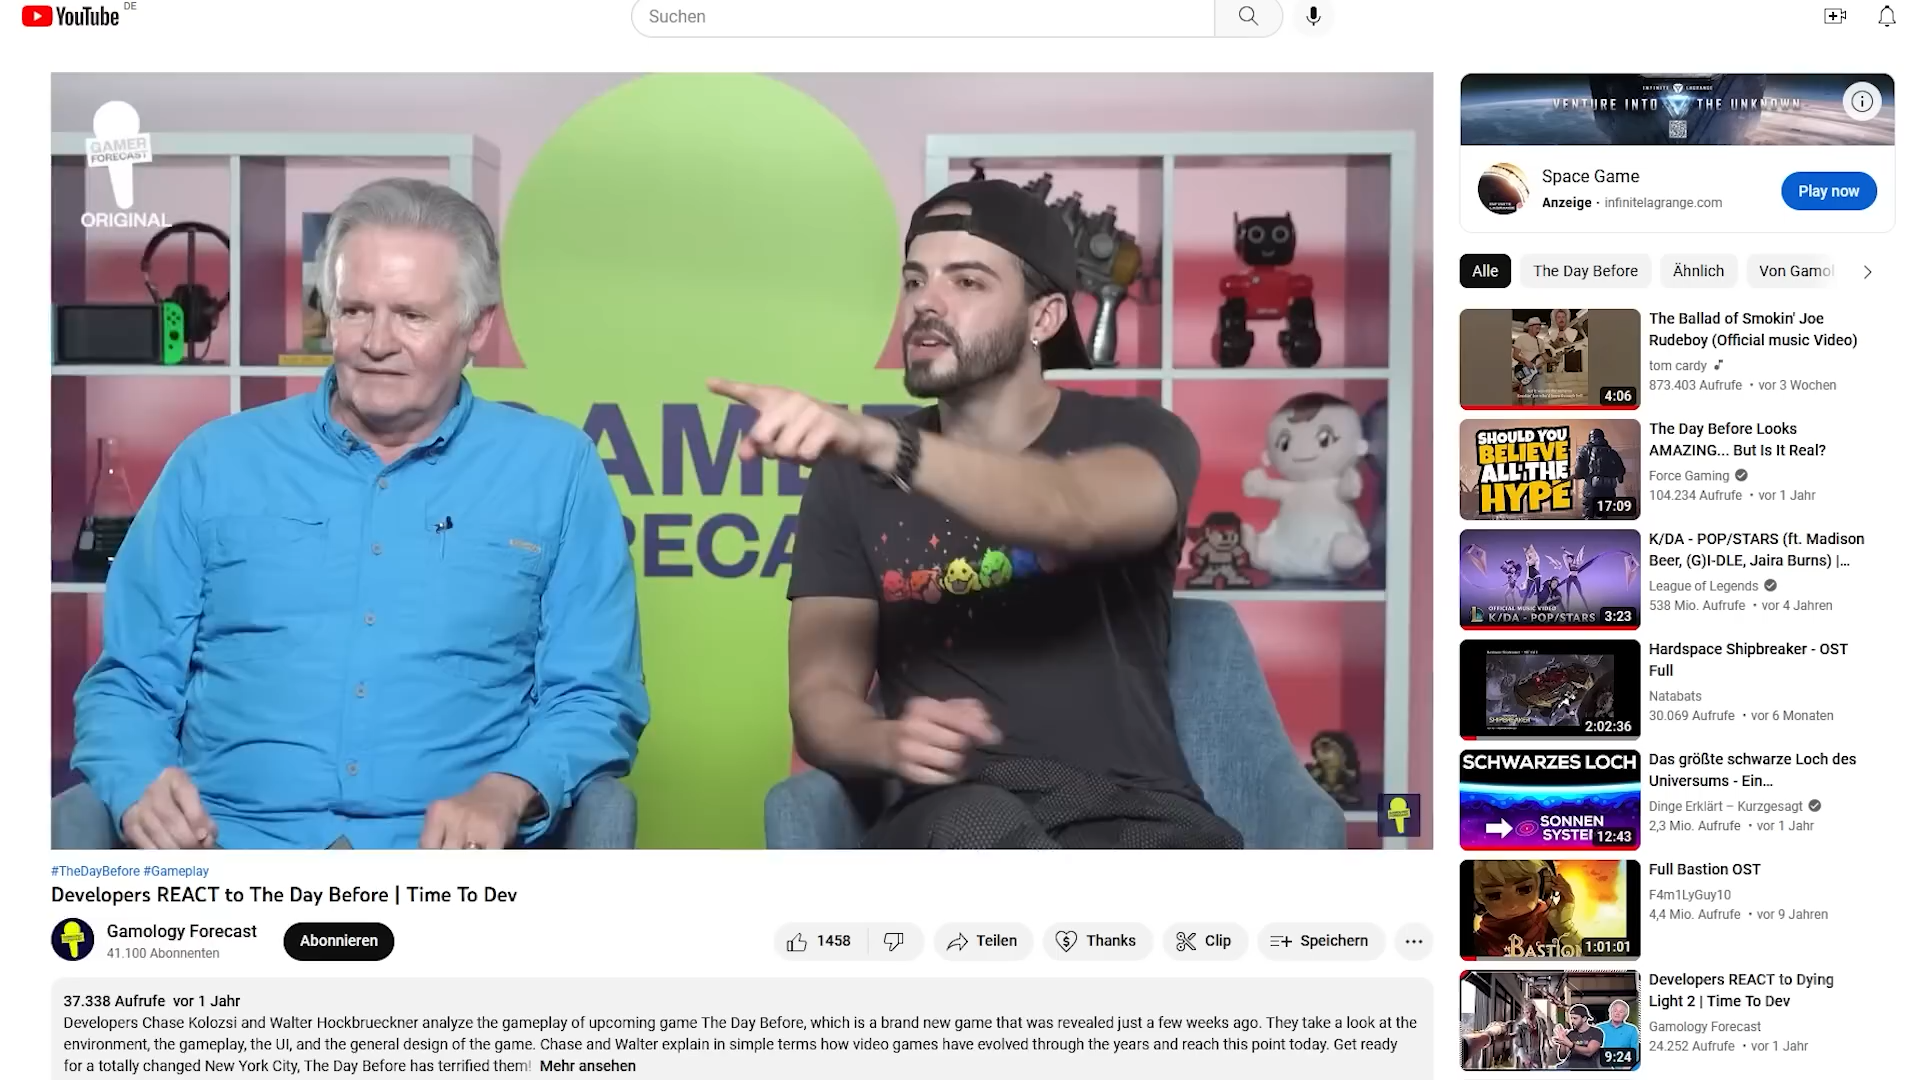 YouTube DE
Suchen
GAMER
FORECAST
ORIGINAL
#TheDayBefore #Gameplay
Developers REACT to The Day Before | Time To Dev
Gamology Forecast
41.100 Abonnenten
Abonnieren
1458
Teilen
Thanks
Clip
Speichern
37.338 Aufrufe vor 1 Jahr
Developers Chase Kolozsi and Walter Hockbrueckner analyze the gameplay of upcoming game The Day Before, which is a brand new game that was revealed just a few weeks ago. They take a look at the
environment, the gameplay, the UI, and the general design of the game. Chase and Walter explain in simple terms how video games have evolved through the years and reach this point today. Get ready
for a totally changed New York City, The Day Before has terrified them! Mehr ansehen
INFINITE LAGRANGE
VENTURE INTO THE UNKNOWN
Space Game
Anzeige · infinitelagrange.com
Play now
Alle
The Day Before
Ähnlich
Von Gamol
4:06
The Ballad of Smokin' Joe
Rudeboy (Official music Video)
tom cardy
873.403 Aufrufe • vor 3 Wochen
SHOULD YOU
BELIEVE
ALL THE
HYPE
17:09
The Day Before Looks
AMAZING... But Is It Real?
Force Gaming
104.234 Aufrufe • vor 1 Jahr
OFFICIAL MUSIC VIDEO
K/DA - POP/STARS
3:23
K/DA - POP/STARS (ft. Madison
Beer, (G)I-DLE, Jaira Burns) |...
League of Legends
538 Mio. Aufrufe • vor 4 Jahren
SHIPBREAKER
2:02:36
Hardspace Shipbreaker - OST
Full
Natabats
30.069 Aufrufe • vor 6 Monaten
SCHWARZES LOCH
SONNEN
SYSTE
12:43
Das größte schwarze Loch des
Universums - Ein...
Dinge Erklärt – Kurzgesagt
2,3 Mio. Aufrufe • vor 1 Jahr
BASTION
1:01:01
Full Bastion OST
F4m1LyGuy10
4,4 Mio. Aufrufe • vor 9 Jahren
9:24
Developers REACT to Dying
Light 2 | Time To Dev
Gamology Forecast
24.252 Aufrufe • vor 1 Jahr